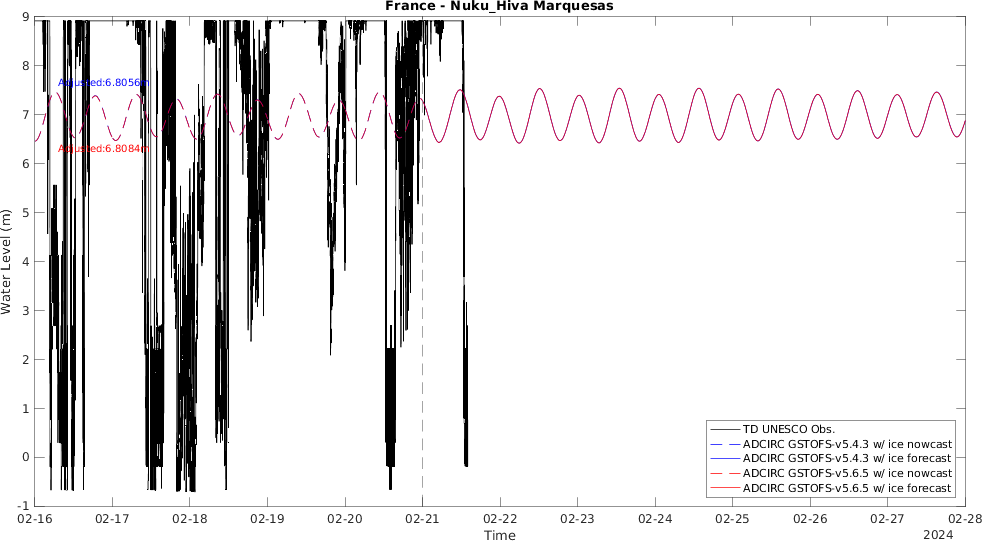 France - Nuku_Hiva Marquesas
Water Level (m)
9
8
7
6
5
4
3
2
1
0
-1
Adjusted:6.8056m
Adjusted:6.8084m
TD UNESCO Obs.
ADCIRC GSTOFS-v5.4.3 w/ ice nowcast
ADCIRC GSTOFS-v5.4.3 w/ ice forecast
ADCIRC GSTOFS-v5.6.5 w/ ice nowcast
ADCIRC GSTOFS-v5.6.5 w/ ice forecast
02-16 02-17 02-18 02-19 02-20 02-21 02-22 02-23 02-24 02-25 02-26 02-27 02-28
Time
2024